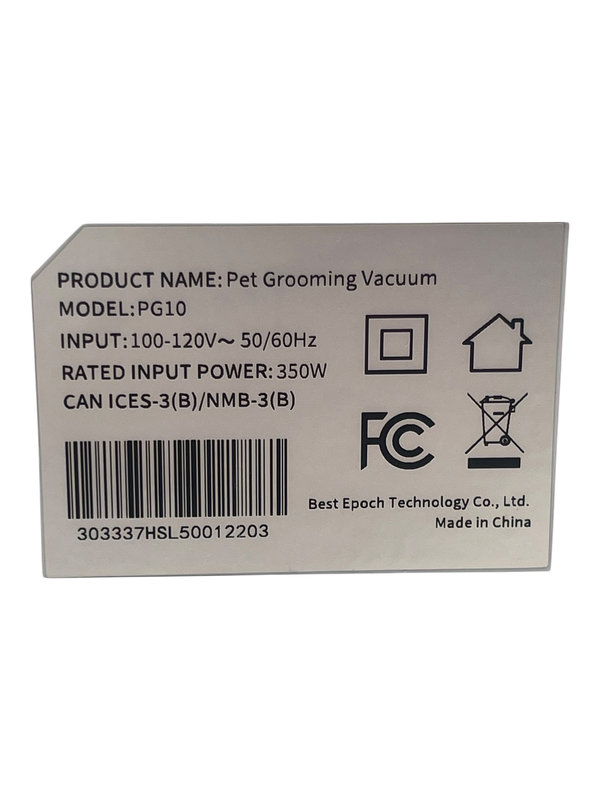 PRODUCT NAME: Pet Grooming Vacuum
MODEL:PG10
INPUT:100-120V~ 50/60Hz
RATED INPUT POWER: 350W
CAN ICES-3(B)/NMB-3(B)
FC
303337HSL50012203
Best Epoch Technology Co., Ltd.
Made in China